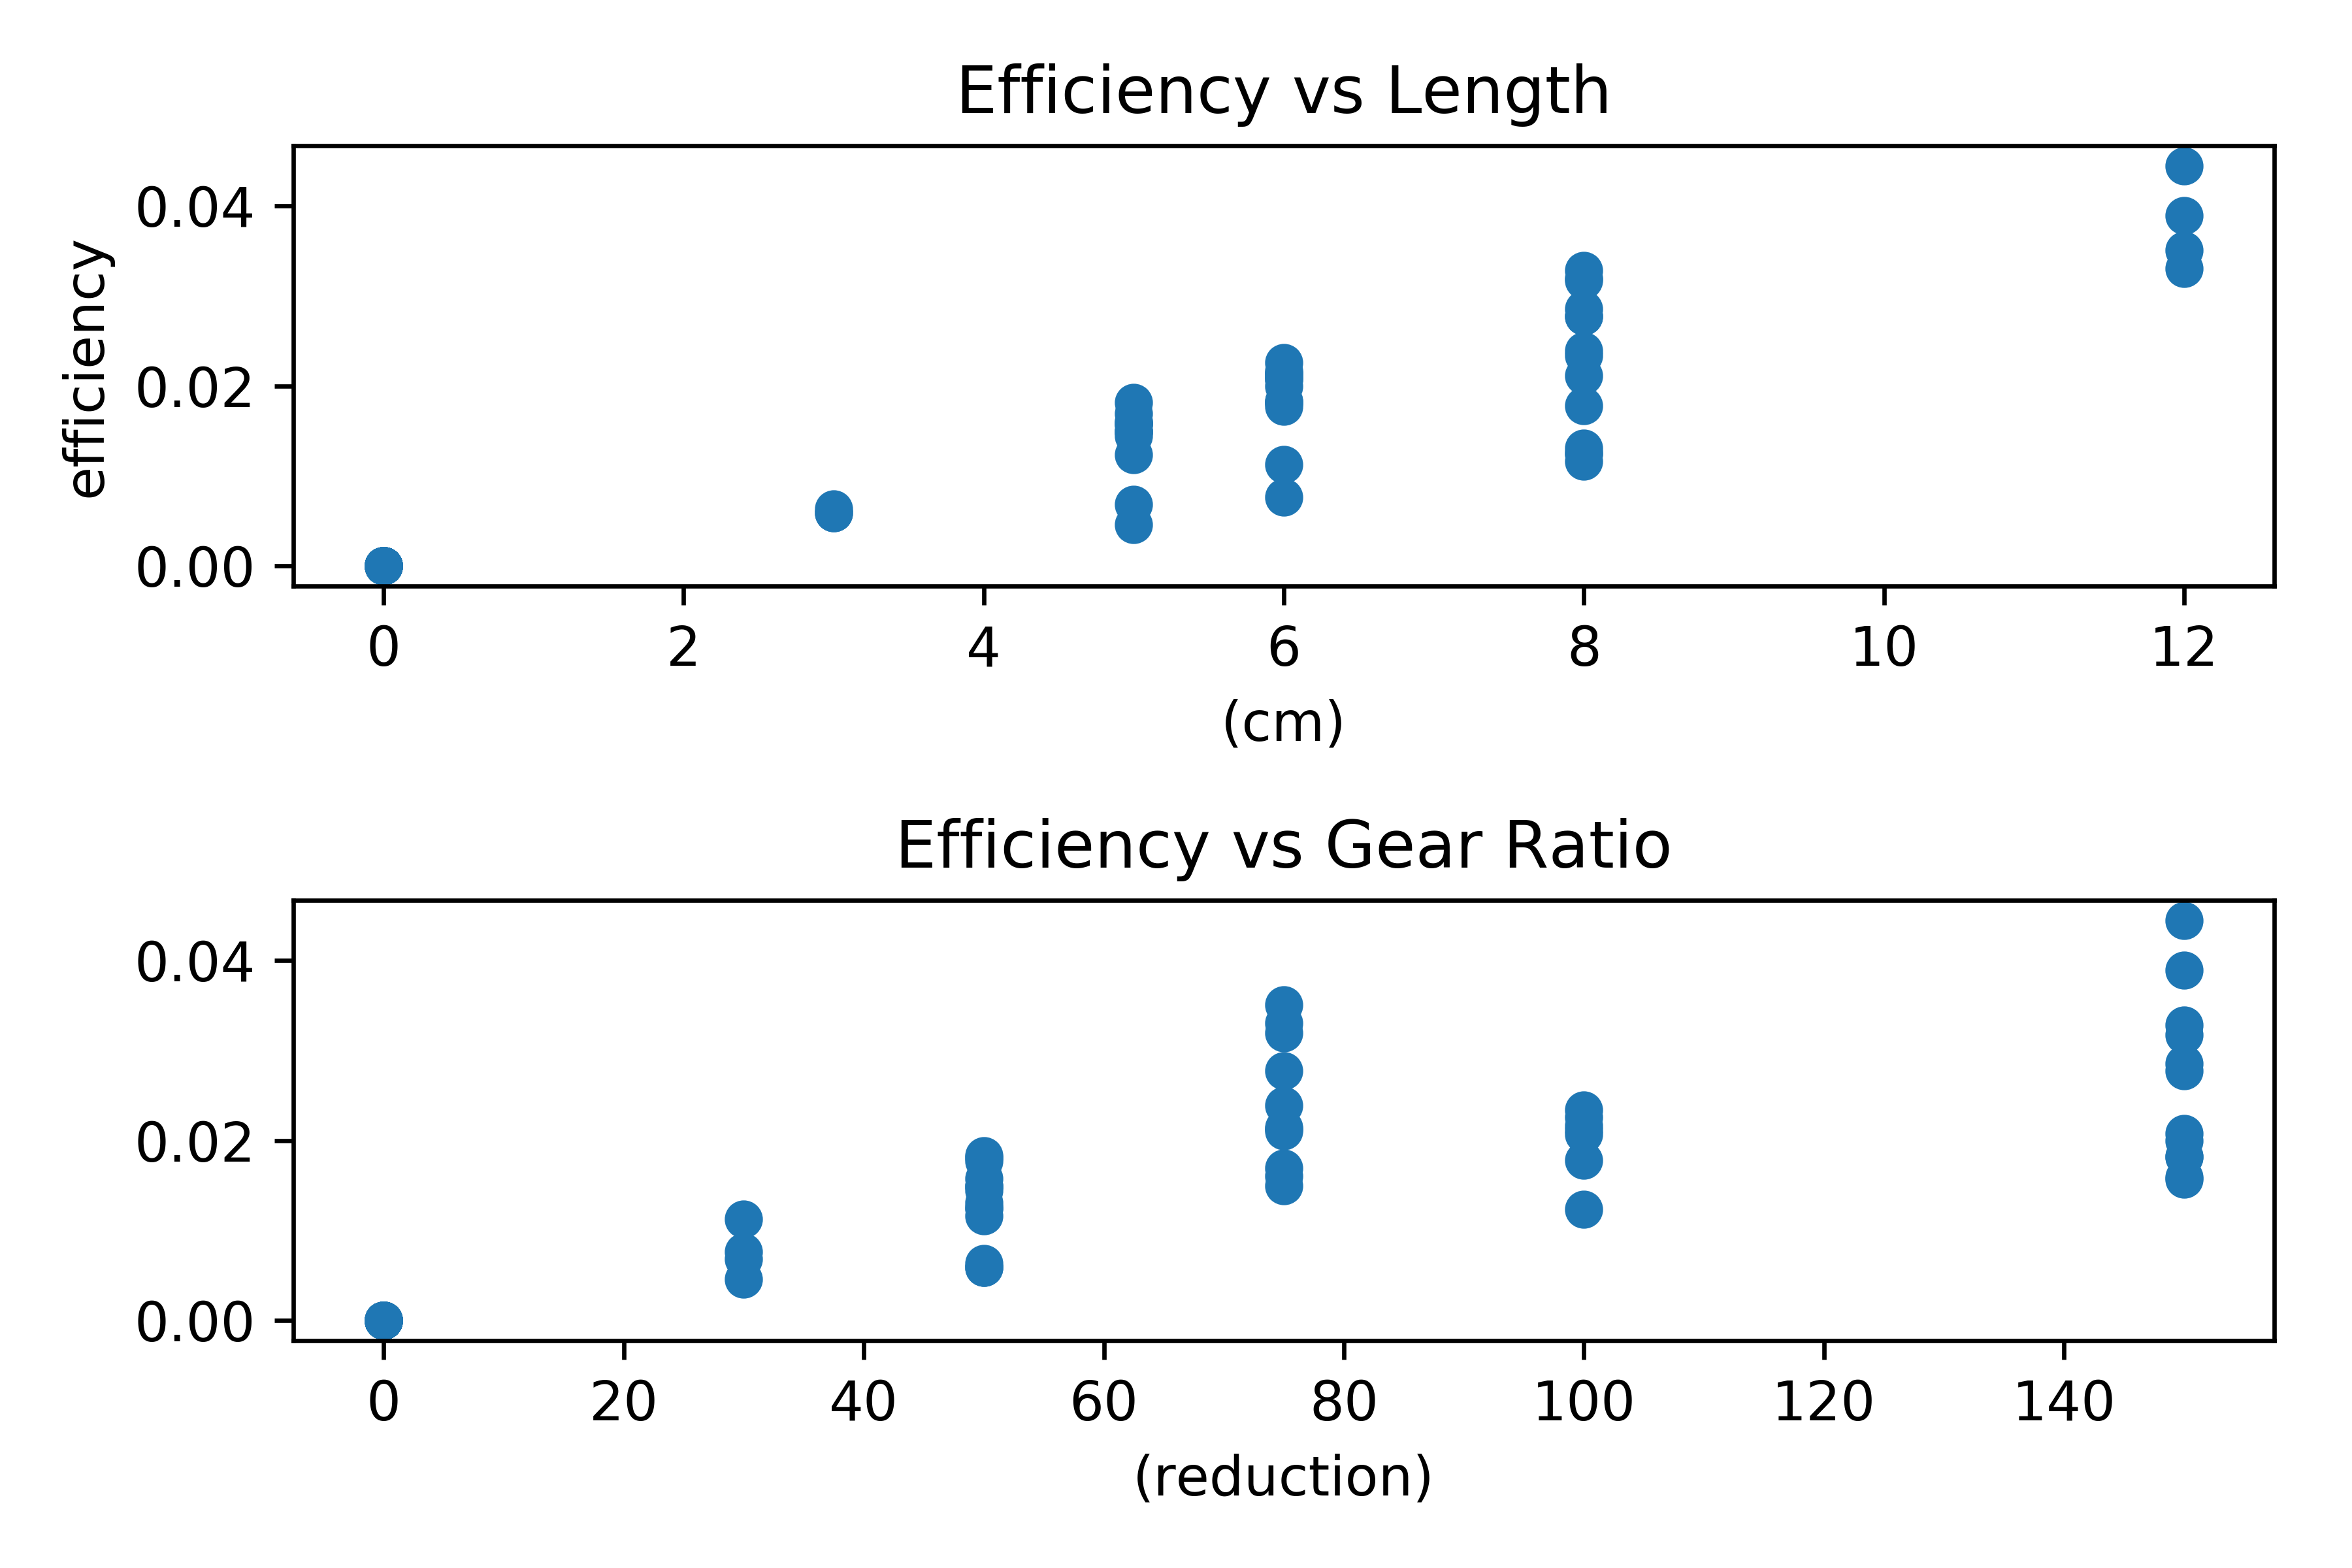 Efficiency vs Length
efficiency
0.04
0.02
0.00
0 2 4 6 8 10 12
(cm)
Efficiency vs Gear Ratio
0.04
0.02
0.00
0 20 40 60 80 100 120 140
(reduction)